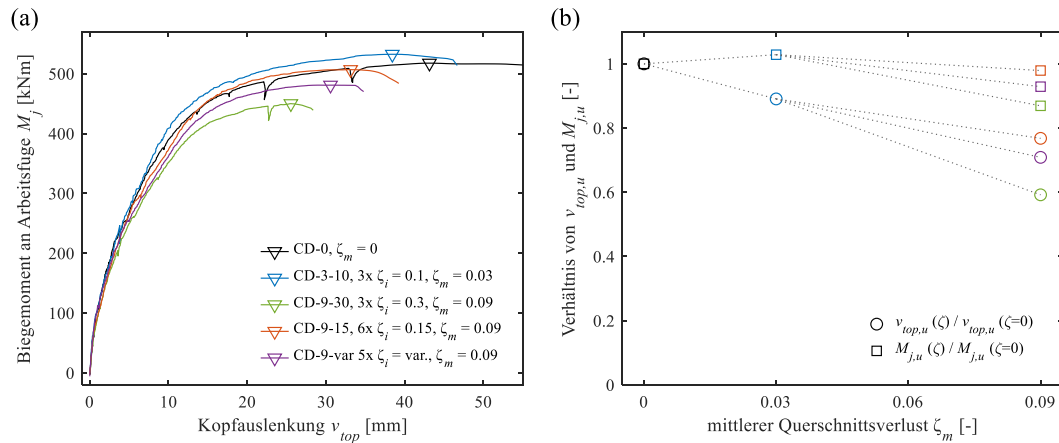 (a)
Biegemoment an Arbeitsfuge M_j [kNm]
500
400
300
200
100
0
0 10 20 30 40 50
Kopfauslenkung v_top [mm]
CD-0, ζ_m = 0
CD-3-10, 3x ζ_i = 0.1, ζ_m = 0.03
CD-9-30, 3x ζ_i = 0.3, ζ_m = 0.09
CD-9-15, 6x ζ_i = 0.15, ζ_m = 0.09
CD-9-var 5x ζ_i = var., ζ_m = 0.09
(b)
Verhältnis von v_top,u und M_j,u [-]
1
0.8
0.6
0.4
0.2
0
0 0.03 0.06 0.09
mittlerer Querschnittsverlust ζ_m [-]
v_top,u (ζ) / v_top,u (ζ=0)
M_j,u (ζ) / M_j,u (ζ=0)